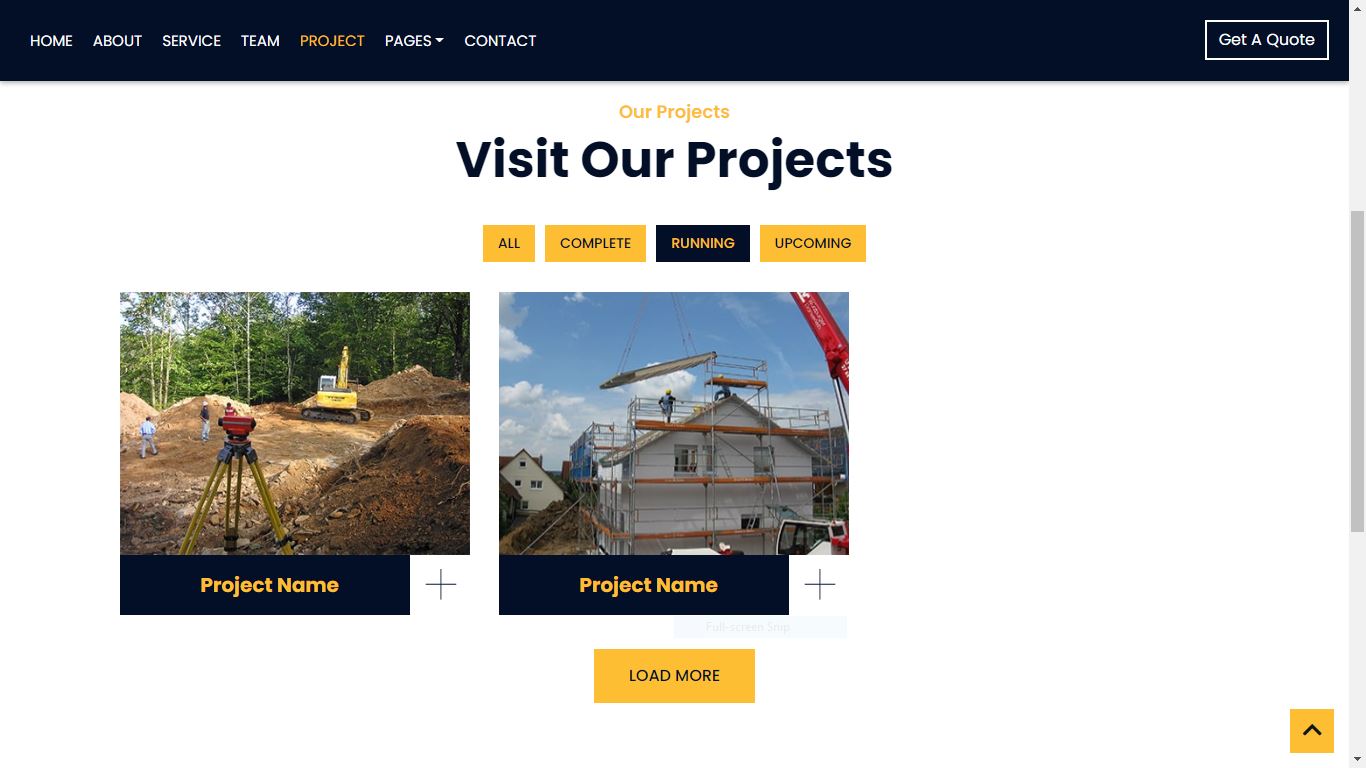 HOME ABOUT SERVICE TEAM PROJECT PAGES CONTACT Get A Quote
Our Projects
Visit Our Projects
ALL COMPLETE RUNNING UPCOMING
Project Name Project Name
Full-screen Snip
LOAD MORE